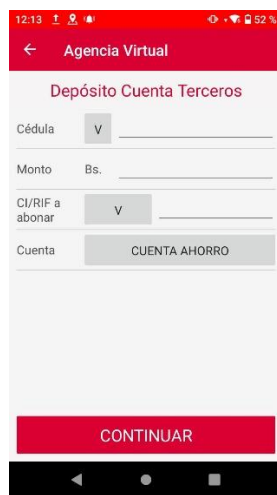 12:13 52 %
Agencia Virtual
Depósito Cuenta Terceros
Cédula V
Monto Bs.
CI/RIF a
abonar V
Cuenta CUENTA AHORRO
CONTINUAR